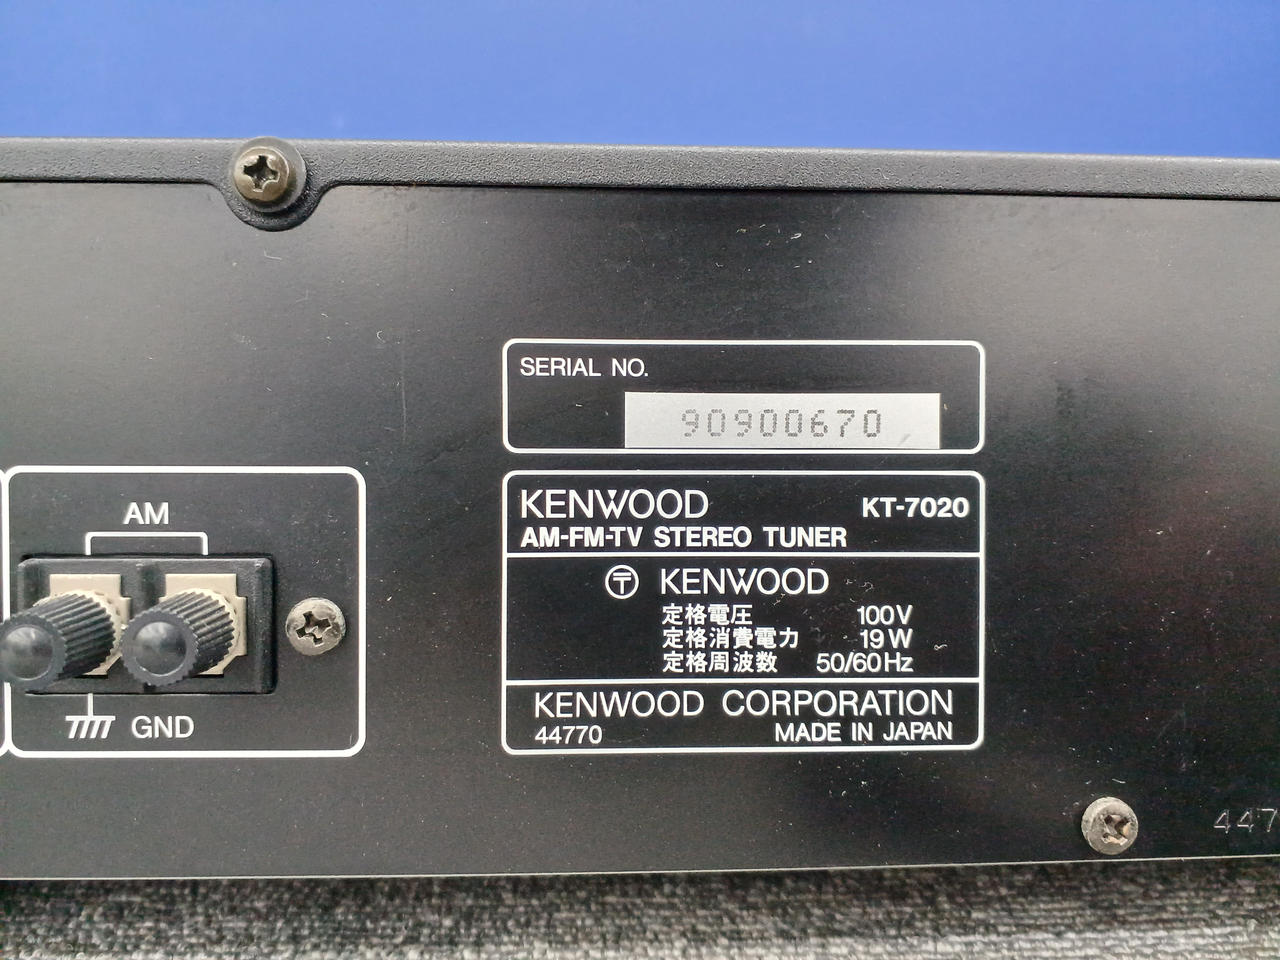 SERIAL NO.
90900670
KENWOOD KT-7020
AM-FM-TV STEREO TUNER
〒 KENWOOD
定格電圧 100V
定格消費電力 19W
定格周波数 50/60Hz
KENWOOD CORPORATION
44770 MADE IN JAPAN
AM
GND
447